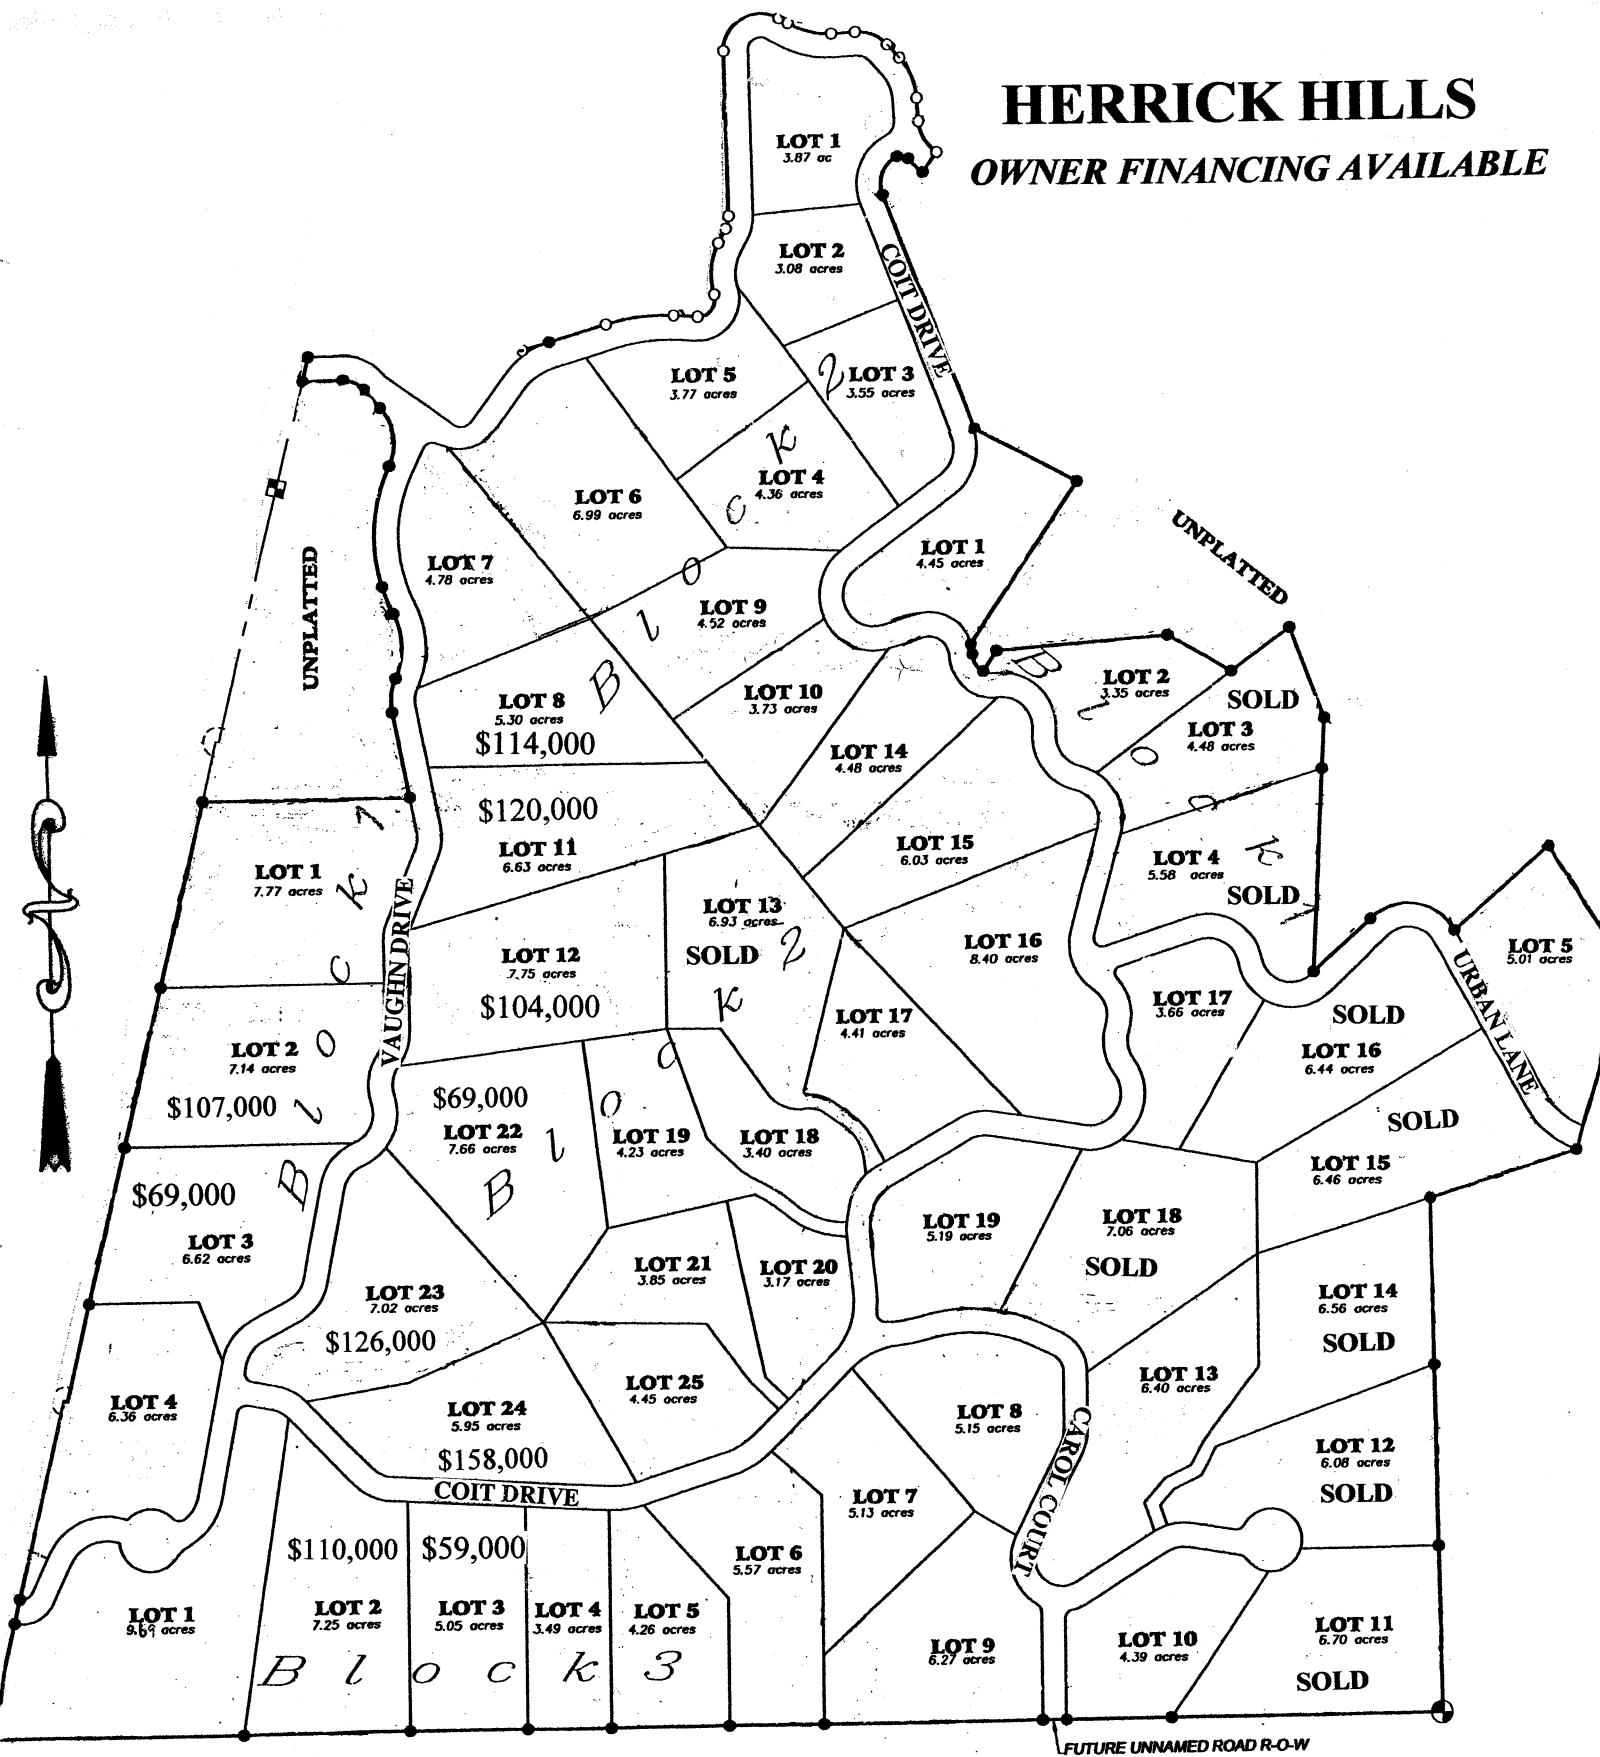 HERRICK HILLS
OWNER FINANCING AVAILABLE
LOT 1
3.87 ac
LOT 2
3.08 acres
COIT DRIVE
LOT 5
3.77 acres
2
LOT 3
3.55 acres
k
LOT 4
4.36 acres
c
LOT 6
6.99 acres
LOT 7
4.78 acres
UNPLATTED
LOT 1
4.45 acres
UNPLATTED
o
LOT 9
4.52 acres
l
B
LOT 8
5.30 acres
$114,000
LOT 10
3.73 acres
B
LOT 2
3.35 acres
SOLD
LOT 3
4.48 acres
l
o
c
k
1
LOT 14
4.48 acres
$120,000
LOT 11
6.63 acres
LOT 15
6.03 acres
LOT 4
5.58 acres
SOLD
LOT 1
7.77 acres
1
k
c
o
l
B
VAUGHN DRIVE
LOT 13
6.93 acres
SOLD
2
k
c
o
l
B
LOT 12
7.75 acres
$104,000
LOT 16
8.40 acres
LOT 5
5.01 acres
URBAN LANE
LOT 17
4.41 acres
LOT 17
3.66 acres
SOLD
LOT 16
6.44 acres
LOT 2
7.14 acres
$107,000
$69,000
LOT 22
7.66 acres
LOT 19
4.23 acres
LOT 18
3.40 acres
SOLD
LOT 15
6.46 acres
$69,000
LOT 3
6.62 acres
LOT 19
5.19 acres
LOT 18
7.06 acres
SOLD
LOT 21
3.85 acres
LOT 20
3.17 acres
LOT 23
7.02 acres
$126,000
LOT 14
6.56 acres
SOLD
LOT 4
6.36 acres
LOT 25
4.45 acres
LOT 13
6.40 acres
LOT 24
5.95 acres
$158,000
COIT DRIVE
LOT 8
5.15 acres
CAROL COURT
LOT 12
6.08 acres
SOLD
LOT 7
5.13 acres
$110,000
$59,000
LOT 6
5.57 acres
LOT 1
9.69 acres
LOT 2
7.25 acres
LOT 3
5.05 acres
LOT 4
3.49 acres
LOT 5
4.26 acres
LOT 9
6.27 acres
LOT 10
4.39 acres
LOT 11
6.70 acres
SOLD
Block 3
FUTURE UNNAMED ROAD R-O-W